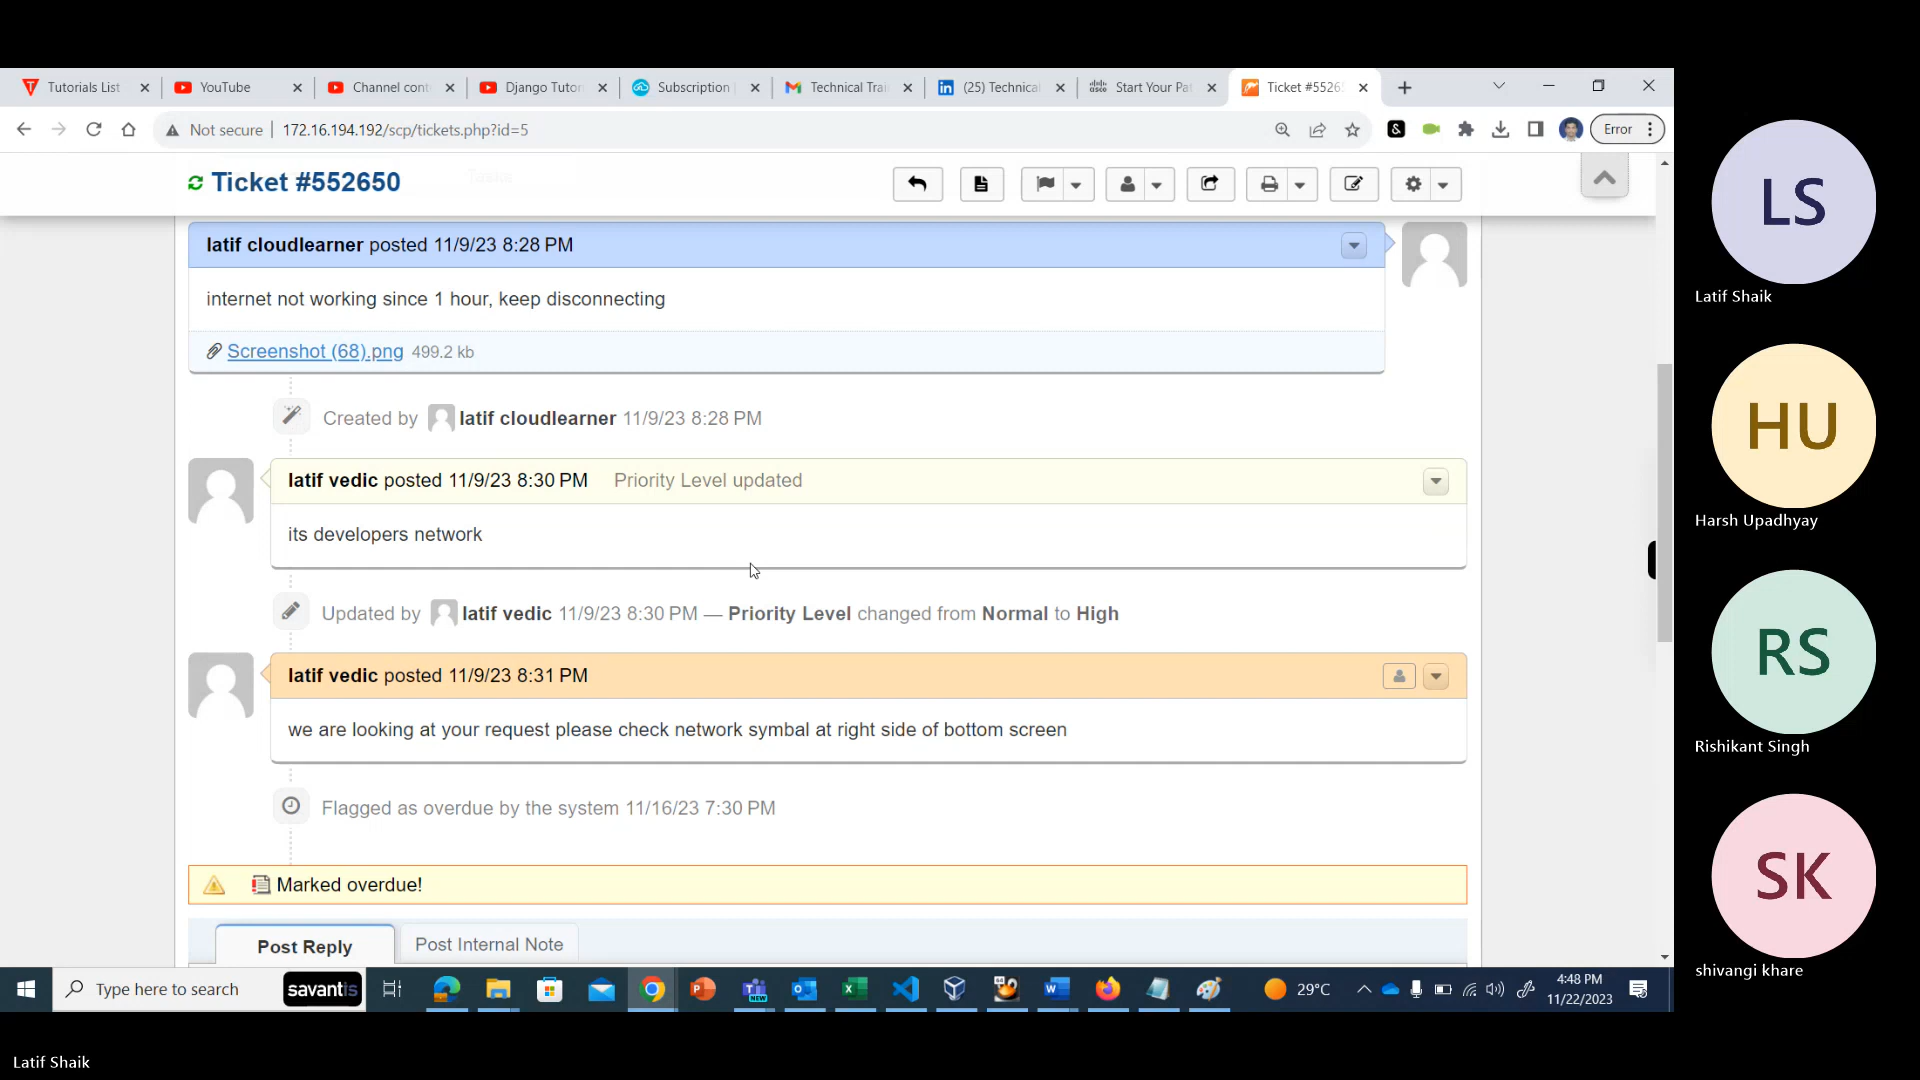 Tutorials List
YouTube
Channel cont
Django Tutor
Subscription
Technical Trai
(25) Technical
Start Your Pat
Ticket #5526
Not secure
172.16.194.192/scp/tickets.php?id=5
Error
Ticket #552650
latif cloudlearner posted 11/9/23 8:28 PM
internet not working since 1 hour, keep disconnecting
Screenshot (68).png 499.2 kb
Created by latif cloudlearner 11/9/23 8:28 PM
latif vedic posted 11/9/23 8:30 PM Priority Level updated
its developers network
Updated by latif vedic 11/9/23 8:30 PM — Priority Level changed from Normal to High
latif vedic posted 11/9/23 8:31 PM
we are looking at your request please check network symbal at right side of bottom screen
Flagged as overdue by the system 11/16/23 7:30 PM
Marked overdue!
Post Reply
Post Internal Note
Type here to search
savantis
29°C
4:48 PM
11/22/2023
LS
Latif Shaik
HU
Harsh Upadhyay
RS
Rishikant Singh
SK
shivangi khare
Latif Shaik